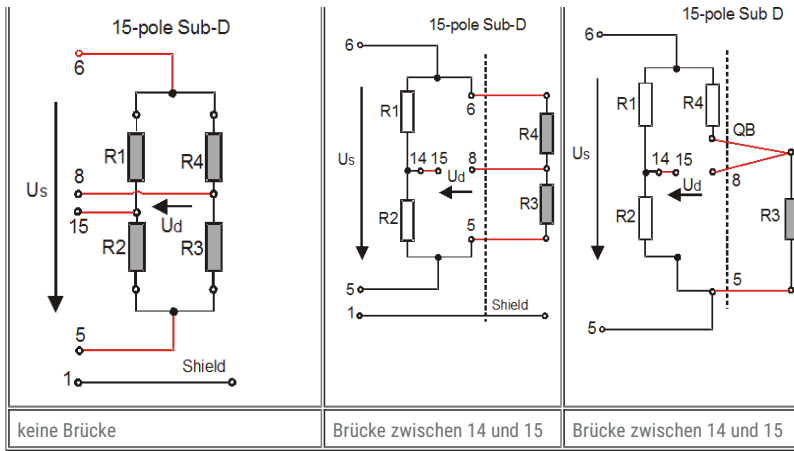 15-pole Sub-D
6
R1
R4
Us
8
15
Ud
R2
R3
5
Shield
1
keine Brücke
15-pole Sub-D
6
R1
6
R4
Us
14 15
8
Ud
R2
R3
5
5
Shield
1
Brücke zwischen 14 und 15
15-pole Sub D
6
R1
R4
QB
Us
14 15
8
Ud
R2
R3
5
5
Brücke zwischen 14 und 15